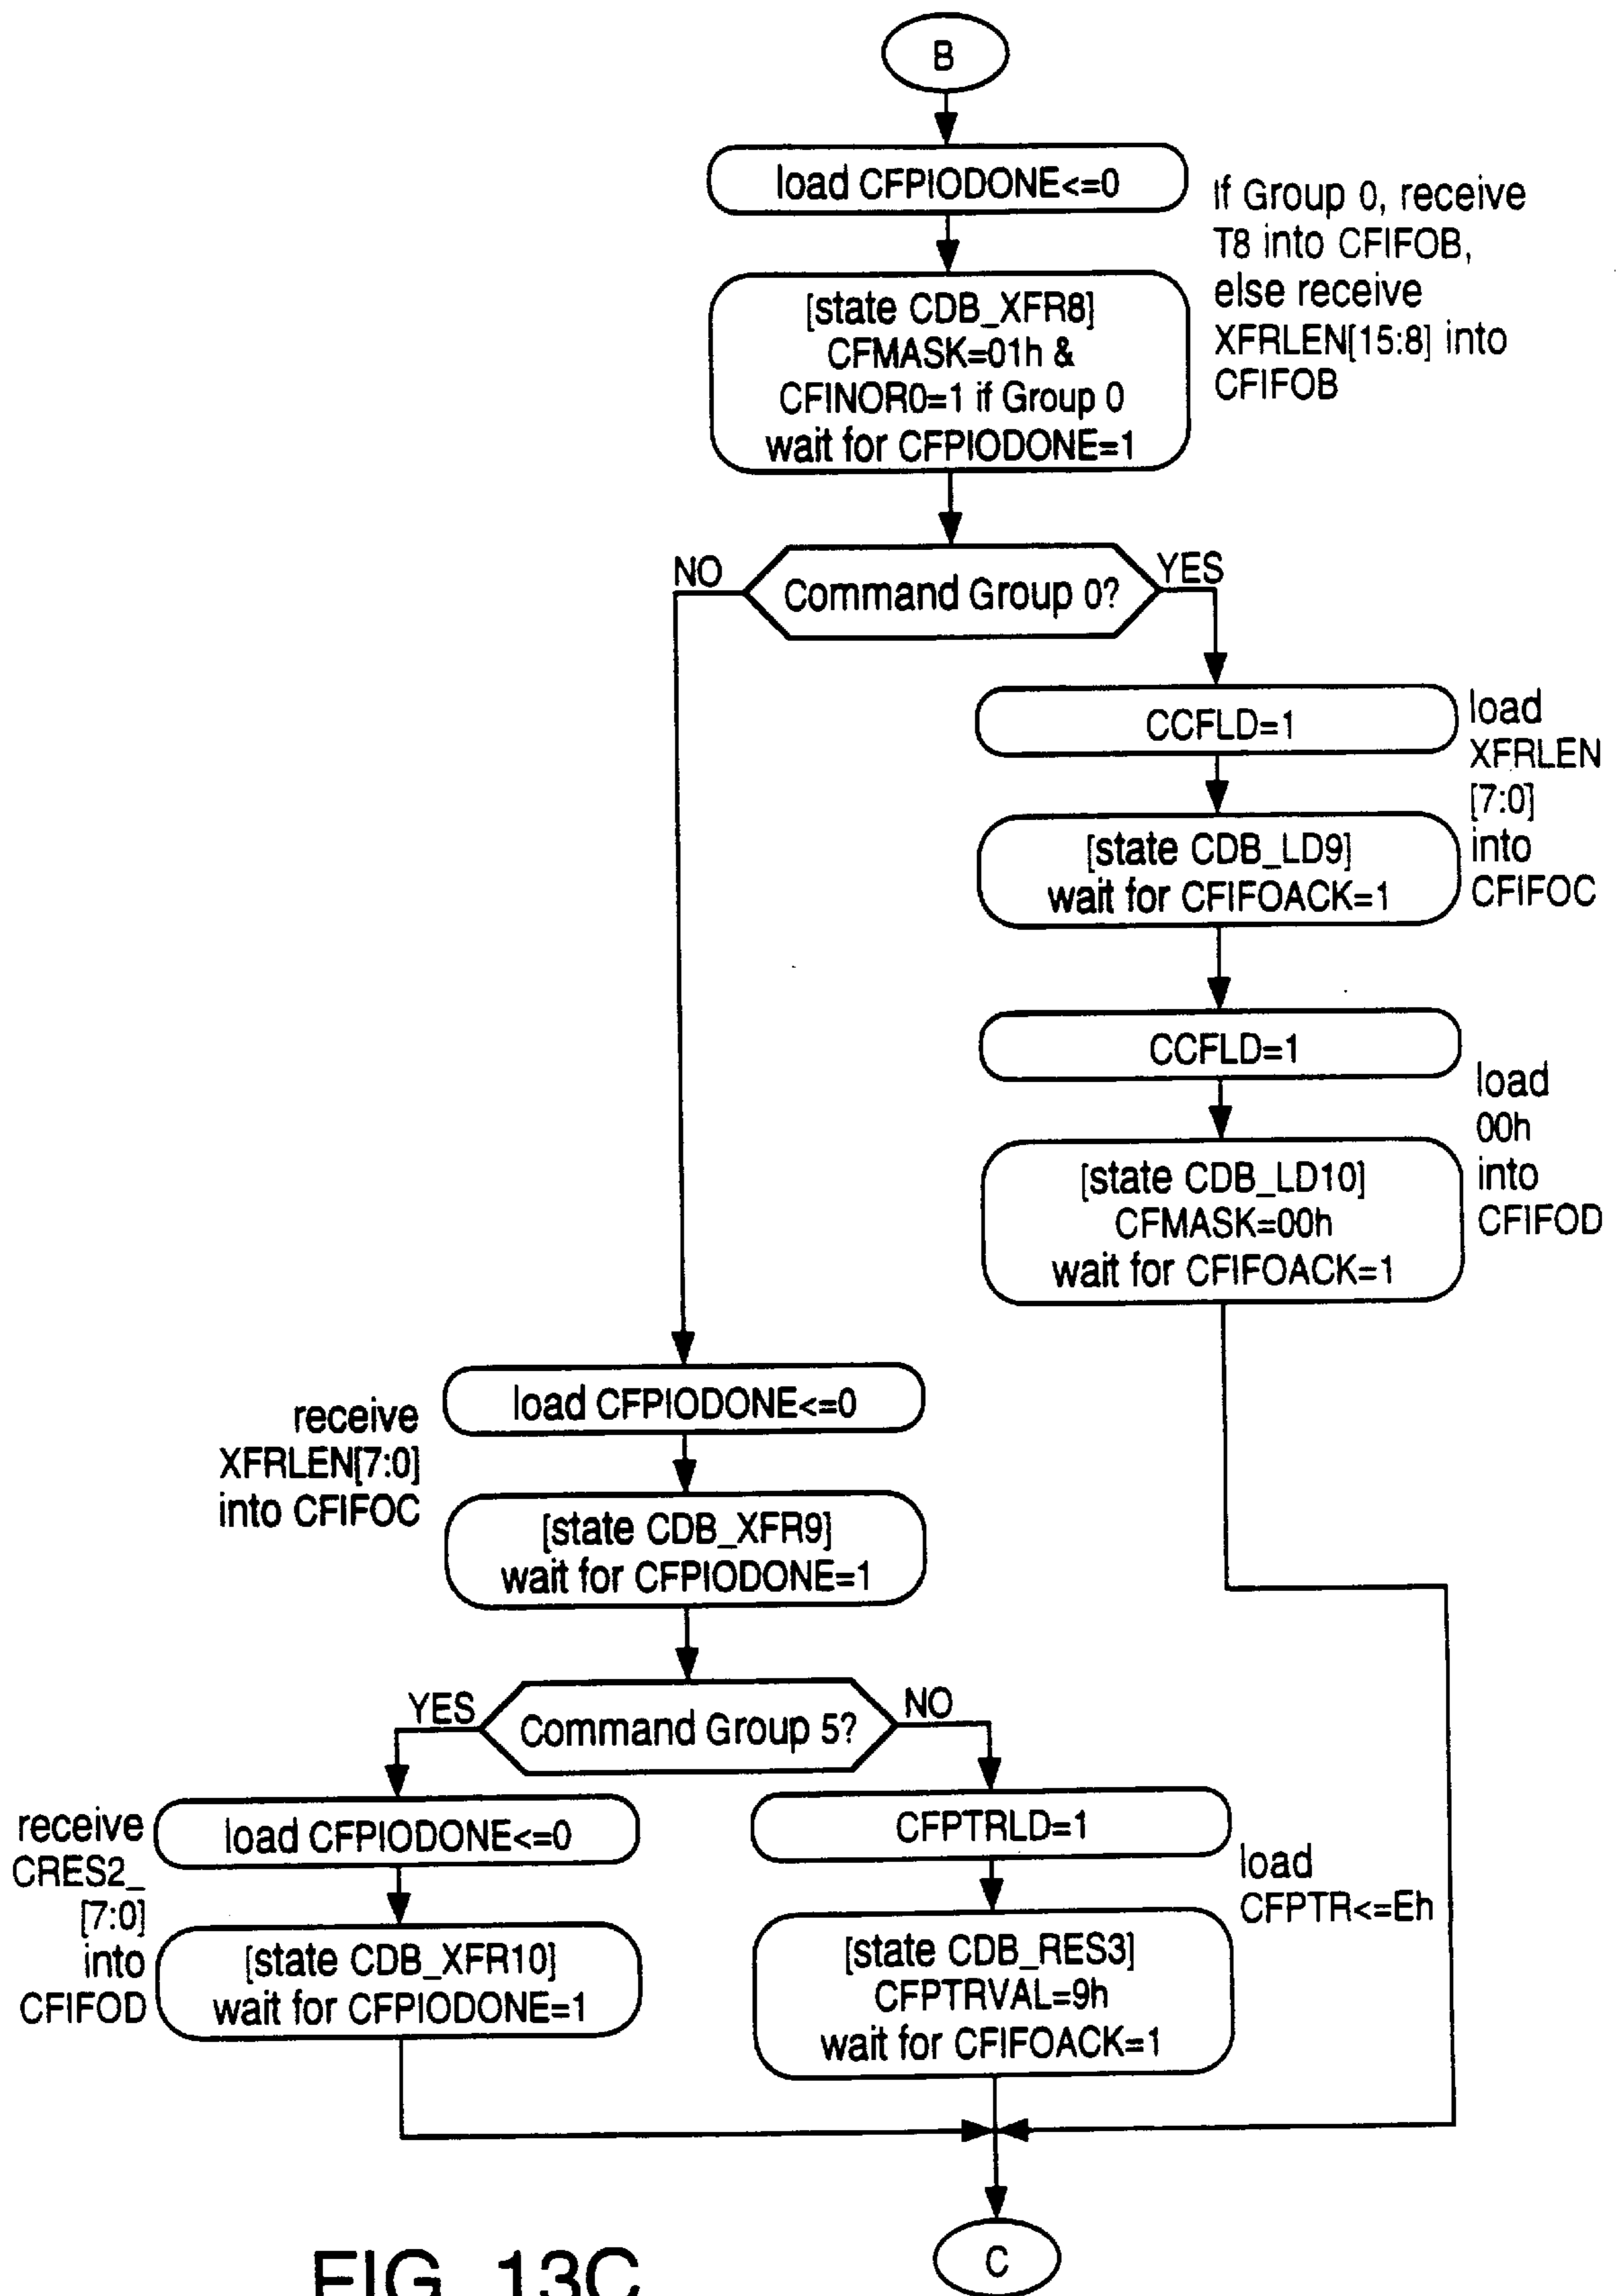 B
load CFPIODONE<=0
If Group 0, receive
T8 into CFIFOB,
else receive
XFRLEN[15:8] into
CFIFOB
[state CDB_XFR8]
CFMASK=01h &
CFINOR0=1 if Group 0
wait for CFPIODONE=1
NO
Command Group 0?
YES
CCFLD=1
load
XFRLEN
[7:0]
into
CFIFOC
[state CDB_LD9]
wait for CFIFOACK=1
CCFLD=1
load
00h
into
CFIFOD
[state CDB_LD10]
CFMASK=00h
wait for CFIFOACK=1
load CFPIODONE<=0
receive
XFRLEN[7:0]
into CFIFOC
[state CDB_XFR9]
wait for CFPIODONE=1
YES
Command Group 5?
NO
receive
CRES2_
[7:0]
into
CFIFOD
load CFPIODONE<=0
[state CDB_XFR10]
wait for CFPIODONE=1
CFPTRLD=1
load
CFPTR<=Eh
[state CDB_RES3]
CFPTRVAL=9h
wait for CFIFOACK=1
C
FIG. 13C